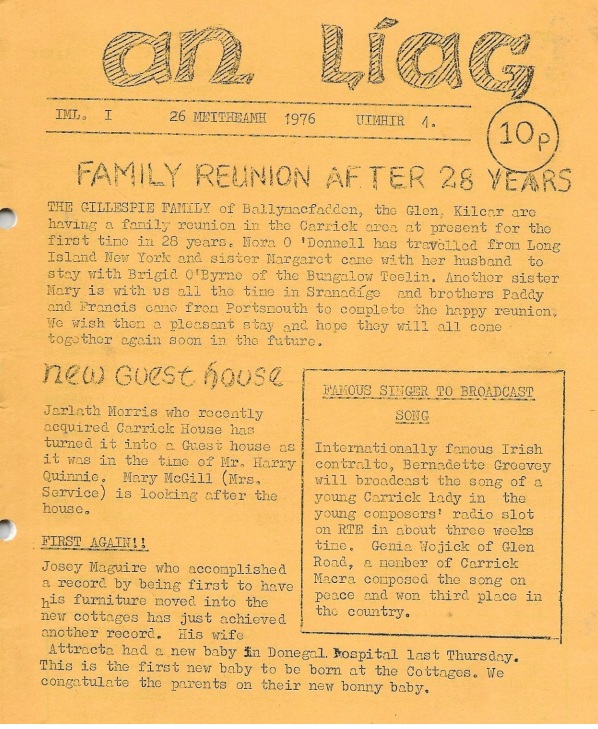 an Líag
IML. I 26 MEITHEAMH 1976 UIMHIR 4.
10p
FAMILY REUNION AFTER 28 YEARS
THE GILLESPIE FAMILY of Ballymacfadden, the Glen, Kilcar are
having a family reunion in the Carrick area at present for the
first time in 28 years. Nora O 'Donnell has travelled from Long
Island New York and sister Margaret came with her husband to
stay with Brigid O'Byrne of the Bungalow Teelin. Another sister
Mary is with us all the time in Sranadíge and brothers Paddy
and Francis came from Portsmouth to complete the happy reunion.
We wish them a pleasant stay and hope they will all come
together again soon in the future.
new Guest house
Jarlath Morris who recently
acquired Carrick House has
turned it into a Guest house as
it was in the time of Mr. Harry
Quinnie. Mary McGill (Mrs.
Service) is looking after the
house.
FIRST AGAIN!!
Josey Maguire who accomplished
a record by being first to have
his furniture moved into the
new cottages has just achieved
another record. His wife
Attracta had a new baby in Donegal Hospital last Thursday.
This is the first new baby to be born at the Cottages. We
congatulate the parents on their new bonny baby.
FAMOUS SINGER TO BROADCAST
SONG
Internationally famous Irish
contralto, Bernadette Greevey
will broadcast the song of a
young Carrick lady in the
young composers' radio slot
on RTE in about three weeks
time. Genia Wojick of Glen
Road, a member of Carrick
Macra composed the song on
peace and won third place in
the country.